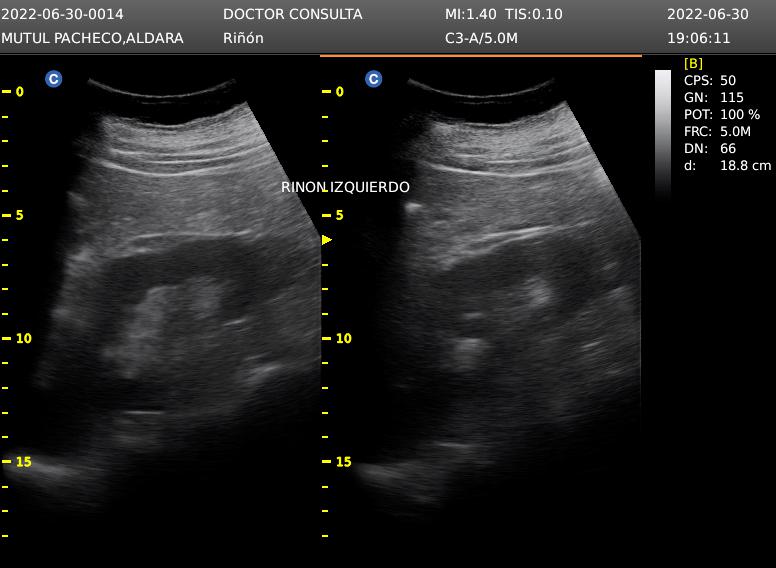 2022-06-30-0014 DOCTOR CONSULTA MI:1.40 TIS:0.10 2022-06-30
MUTUL PACHECO,ALDARA Riñón C3-A/5.0M 19:06:11
C C
[B]
CPS: 50
GN: 115
POT: 100 %
FRC: 5.0M
DN: 66
d: 18.8 cm
0 0
RINON IZQUIERDO
5 5
10 10
15 15